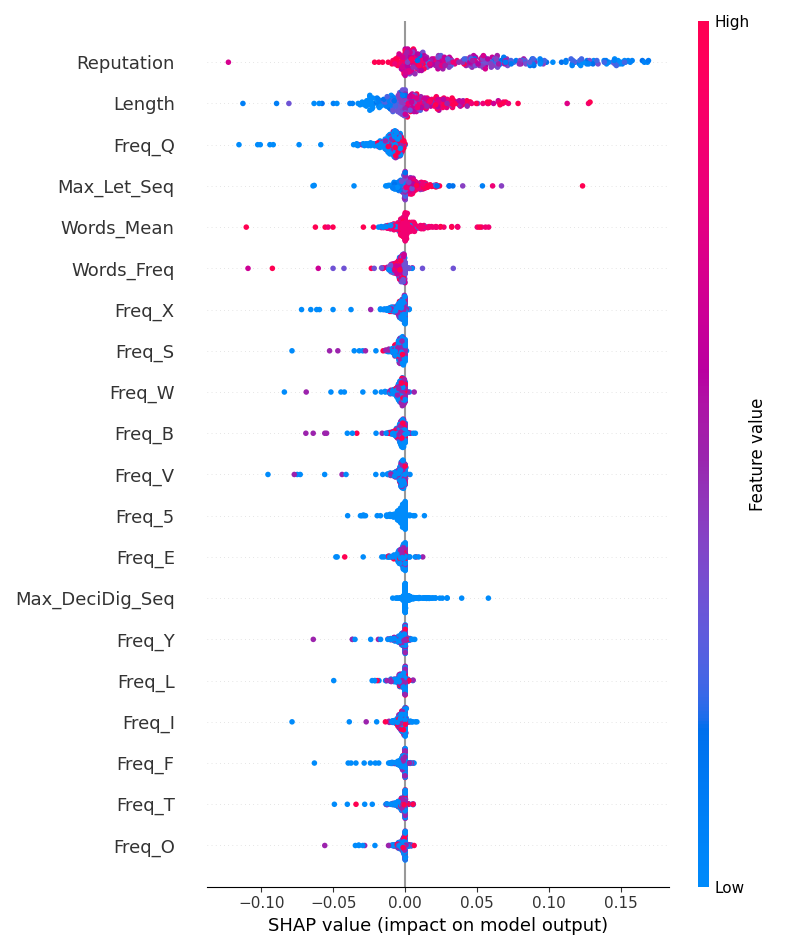 High
Reputation
Length
Freq_Q
Max_Let_Seq
Words_Mean
Words_Freq
Freq_X
Freq_S
Freq_W
Freq_B
Freq_V
Freq_5
Freq_E
Max_DeciDig_Seq
Freq_Y
Freq_L
Freq_I
Freq_F
Freq_T
Freq_O
Feature value
Low
−0.10 −0.05 0.00 0.05 0.10 0.15
SHAP value (impact on model output)